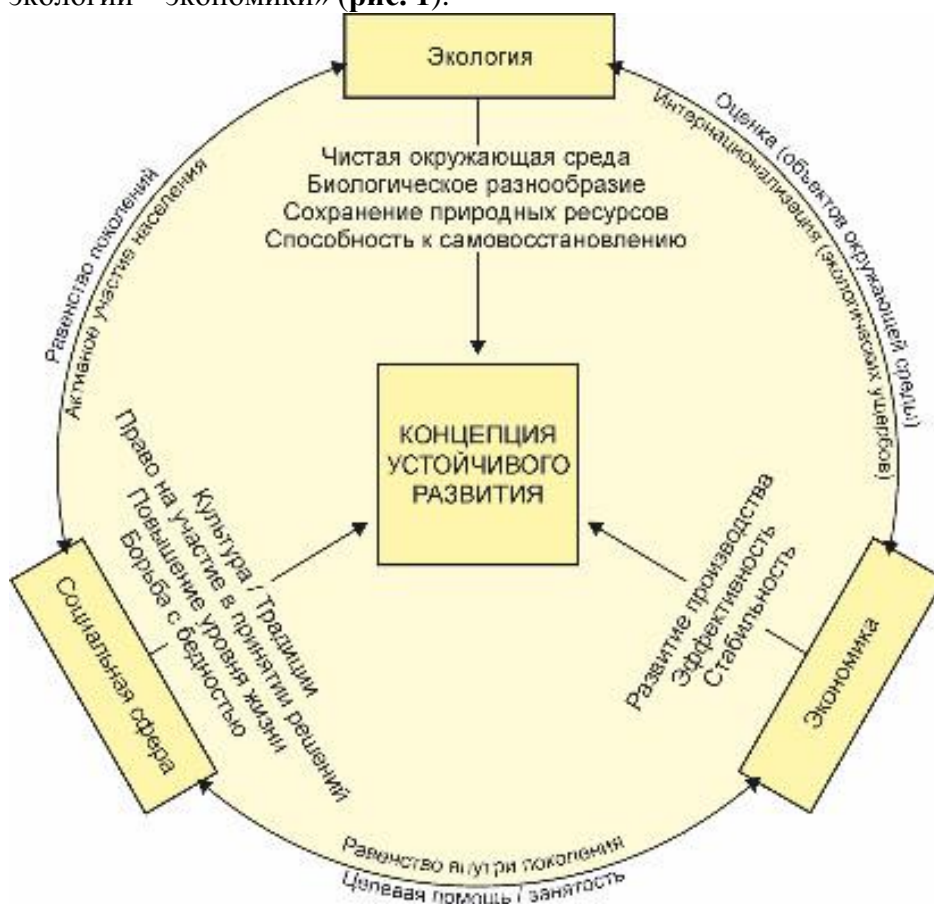 экологии – экономики» (рис. 1).
Экология
Чистая окружающая среда
Биологическое разнообразие
Сохранение природных ресурсов
Способность к самовосстановлению
Равенство поколений
Активное участие населения
Оценка (объектов окружающей среды)
Интернационализация (экологических ущербов)
КОНЦЕПЦИЯ
УСТОЙЧИВОГО
РАЗВИТИЯ
Социальная сфера
Культура / Традиции
Право на участие в принятии решений
Повышение уровня жизни
Борьба с бедностью
Развитие производства
Эффективность
Стабильность
Экономика
Равенство внутри поколения
Целевая помощь / занятость